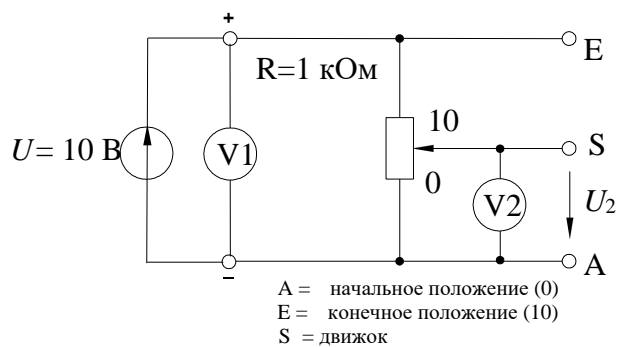 +
E
R=1 кОм
10
U= 10 В
V1
S
0
V2
U2
A
–
A = начальное положение (0)
E = конечное положение (10)
S = движок